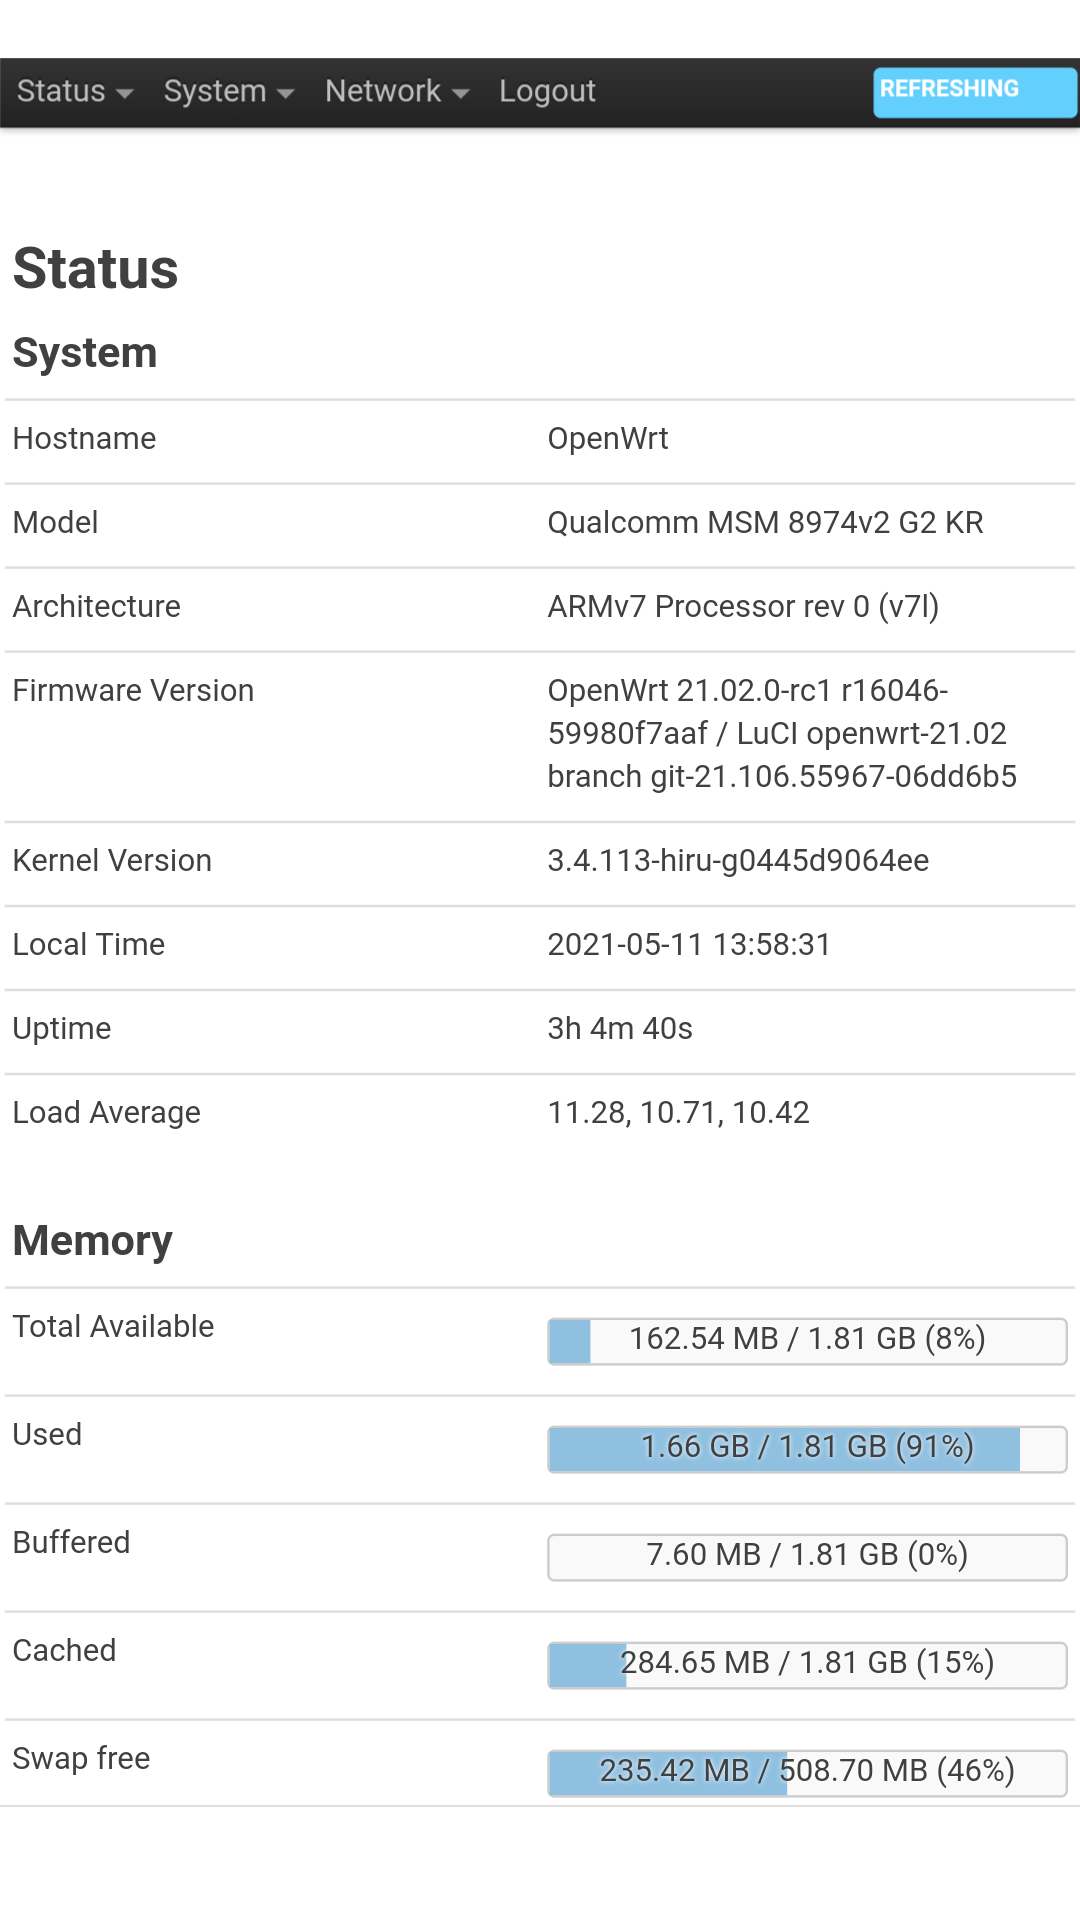 Status System Network Logout REFRESHING
Status
System
Hostname OpenWrt
Model Qualcomm MSM 8974v2 G2 KR
Architecture ARMv7 Processor rev 0 (v7l)
Firmware Version OpenWrt 21.02.0-rc1 r16046-
59980f7aaf / LuCI openwrt-21.02
branch git-21.106.55967-06dd6b5
Kernel Version 3.4.113-hiru-g0445d9064ee
Local Time 2021-05-11 13:58:31
Uptime 3h 4m 40s
Load Average 11.28, 10.71, 10.42
Memory
Total Available 162.54 MB / 1.81 GB (8%)
Used 1.66 GB / 1.81 GB (91%)
Buffered 7.60 MB / 1.81 GB (0%)
Cached 284.65 MB / 1.81 GB (15%)
Swap free 235.42 MB / 508.70 MB (46%)